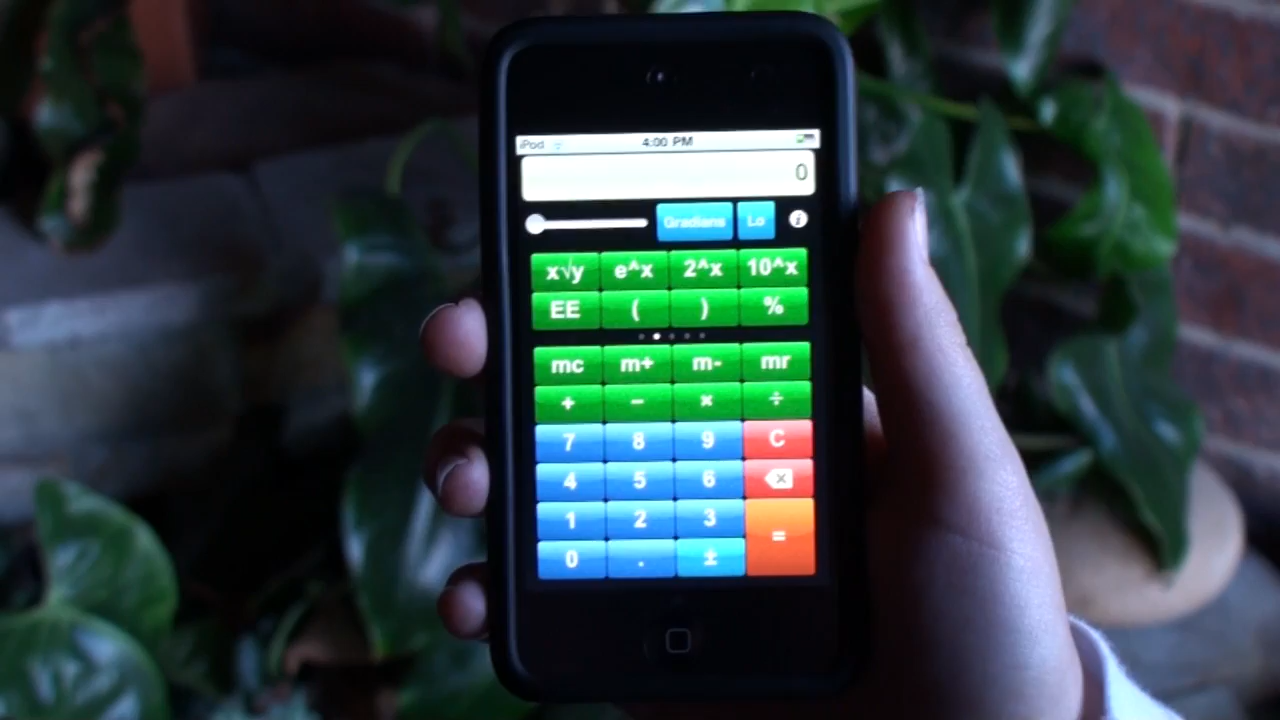 iPod 4:00 PM
0
Gradians Lo i
x√y e^x 2^x 10^x
EE ( ) %
mc m+ m- mr
+ − × ÷
7 8 9 C
4 5 6
1 2 3 =
0 . ±